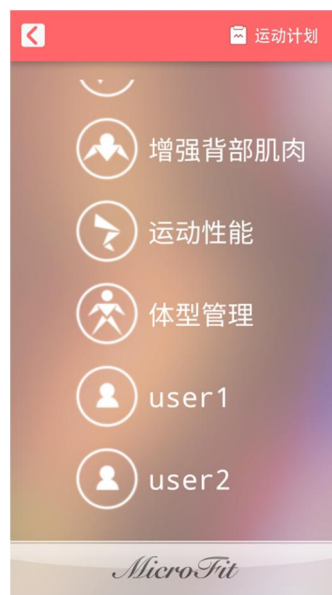 运动计划
增强背部肌肉
运动性能
体型管理
user1
user2
MicroFit